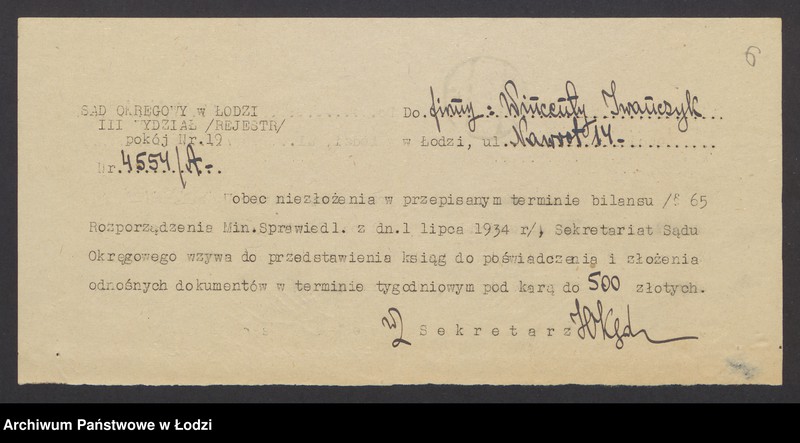 6
SĄD OKRĘGOWY w ŁODZI
III WYDZIAŁ /REJESTR/
pokój Nr.19
Nr. 4554/A-
Do firmy: Wincenty Iwańczyk
w Łodzi, ul. Nawrot 14-
Wobec niezłożenia w przepisanym terminie bilansu /§ 65
Rozporządzenia Min.Sprawiedl. z dn.1 lipca 1934 r/, Sekretariat Sądu
Okręgowego wzywa do przedstawienia ksiąg do poświadczenia i złożenia
odnośnych dokumentów w terminie tygodniowym pod karą do 500 złotych.
Sekretarz
Archiwum Państwowe w Łodzi